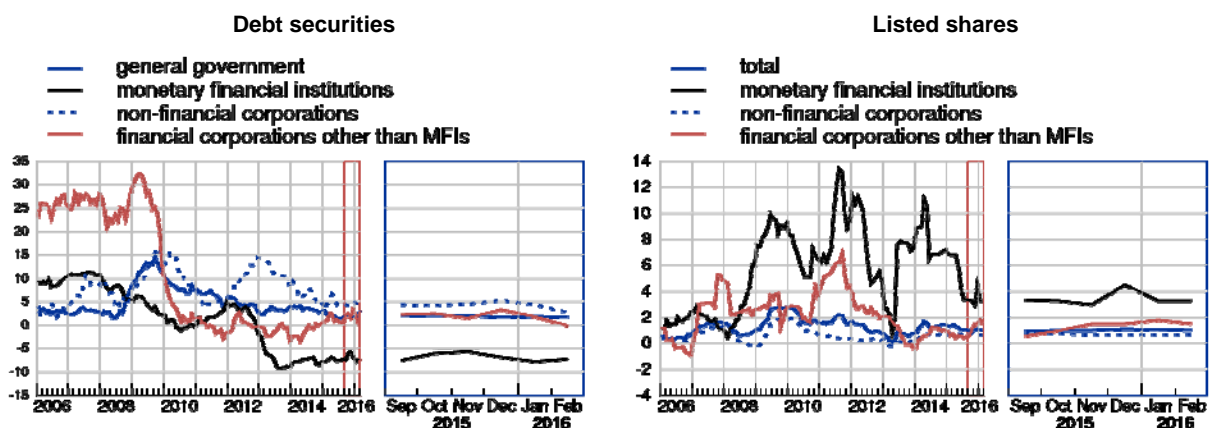 Debt securities
general government
monetary financial institutions
non-financial corporations
financial corporations other than MFIs
35
30
25
20
15
10
5
0
-5
-10
-15
2006 2008 2010 2012 2014 2016
Sep Oct Nov Dec Jan Feb
2015 2016
Listed shares
total
monetary financial institutions
non-financial corporations
financial corporations other than MFIs
14
12
10
8
6
4
2
0
-2
-4
2006 2008 2010 2012 2014 2016
Sep Oct Nov Dec Jan Feb
2015 2016